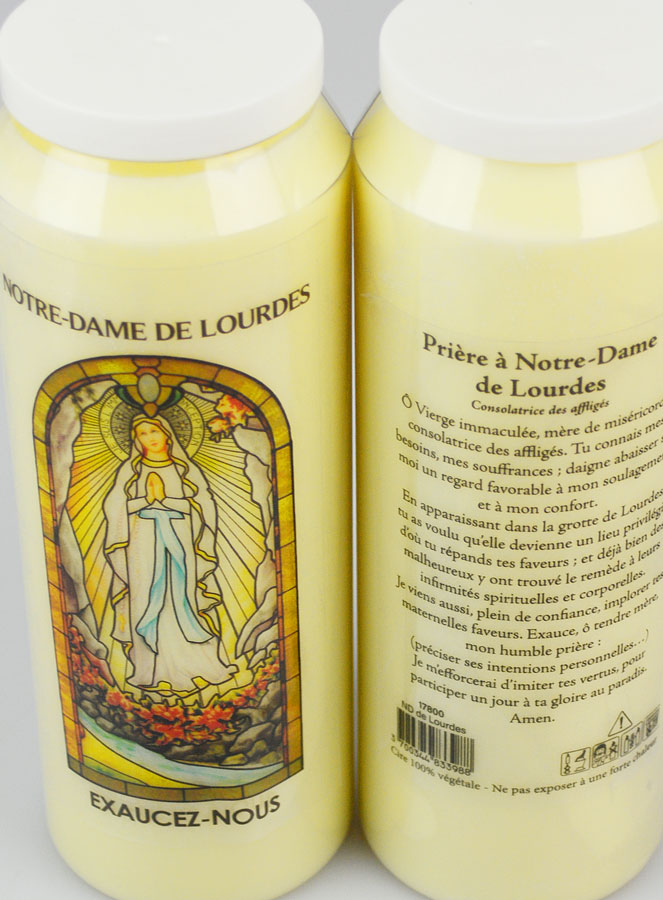 NOTRE-DAME DE LOURDES
EXAUCEZ-NOUS
Prière à Notre-Dame
de Lourdes
Consolatrice des affligés
Ô Vierge immaculée, mère de
consolatrice des affligés. Tu connais
besoins, mes souffrances ; daigne abaisser
moi un regard favorable à mon
et à mon confort.
En apparaissant dans la grotte de Lourdes
tu as voulu qu'elle devienne un lieu
d'où tu répands tes faveurs ; et déjà bien
malheureux y ont trouvé le remède à leurs
infirmités spirituelles et corporelles.
Je viens aussi, plein de confiance, implorer
maternelles faveurs. Exauce, ô tendre mère,
mon humble prière :
(préciser ses intentions personnelles...)
Je m'efforcerai d'imiter tes vertus, pour
participer un jour à ta gloire au paradis.
Amen.
17800
ND de Lourdes
3 700344 833988
Cire 100% végétale - Ne pas exposer à une forte chaleur